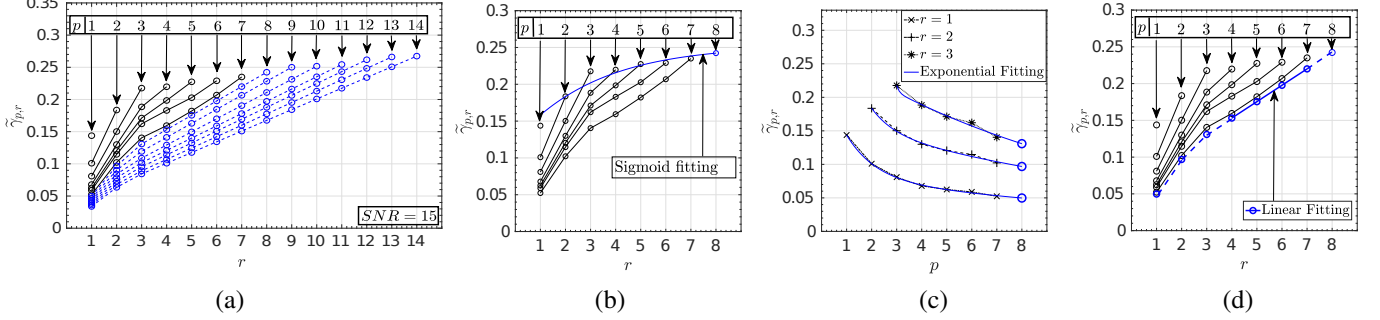 0.35
0.3
0.25
0.2
0.15
0.1
0.05
0
p 1 2 3 4 5 6 7 8 9 10 11 12 13 14
SNR = 15
1 2 3 4 5 6 7 8 9 10 11 12 13 14
r
γ̃p,r
(a)
0.3
0.25
0.2
0.15
0.1
0.05
0
p 1 2 3 4 5 6 7 8
Sigmoid fitting
1 2 3 4 5 6 7 8
r
γ̃p,r
(b)
0.3
0.25
0.2
0.15
0.1
0.05
0
r = 1
r = 2
r = 3
Exponential Fitting
1 2 3 4 5 6 7 8
p
γ̃p,r
(c)
0.3
0.25
0.2
0.15
0.1
0.05
0
p 1 2 3 4 5 6 7 8
Linear Fitting
1 2 3 4 5 6 7 8
r
γ̃p,r
(d)